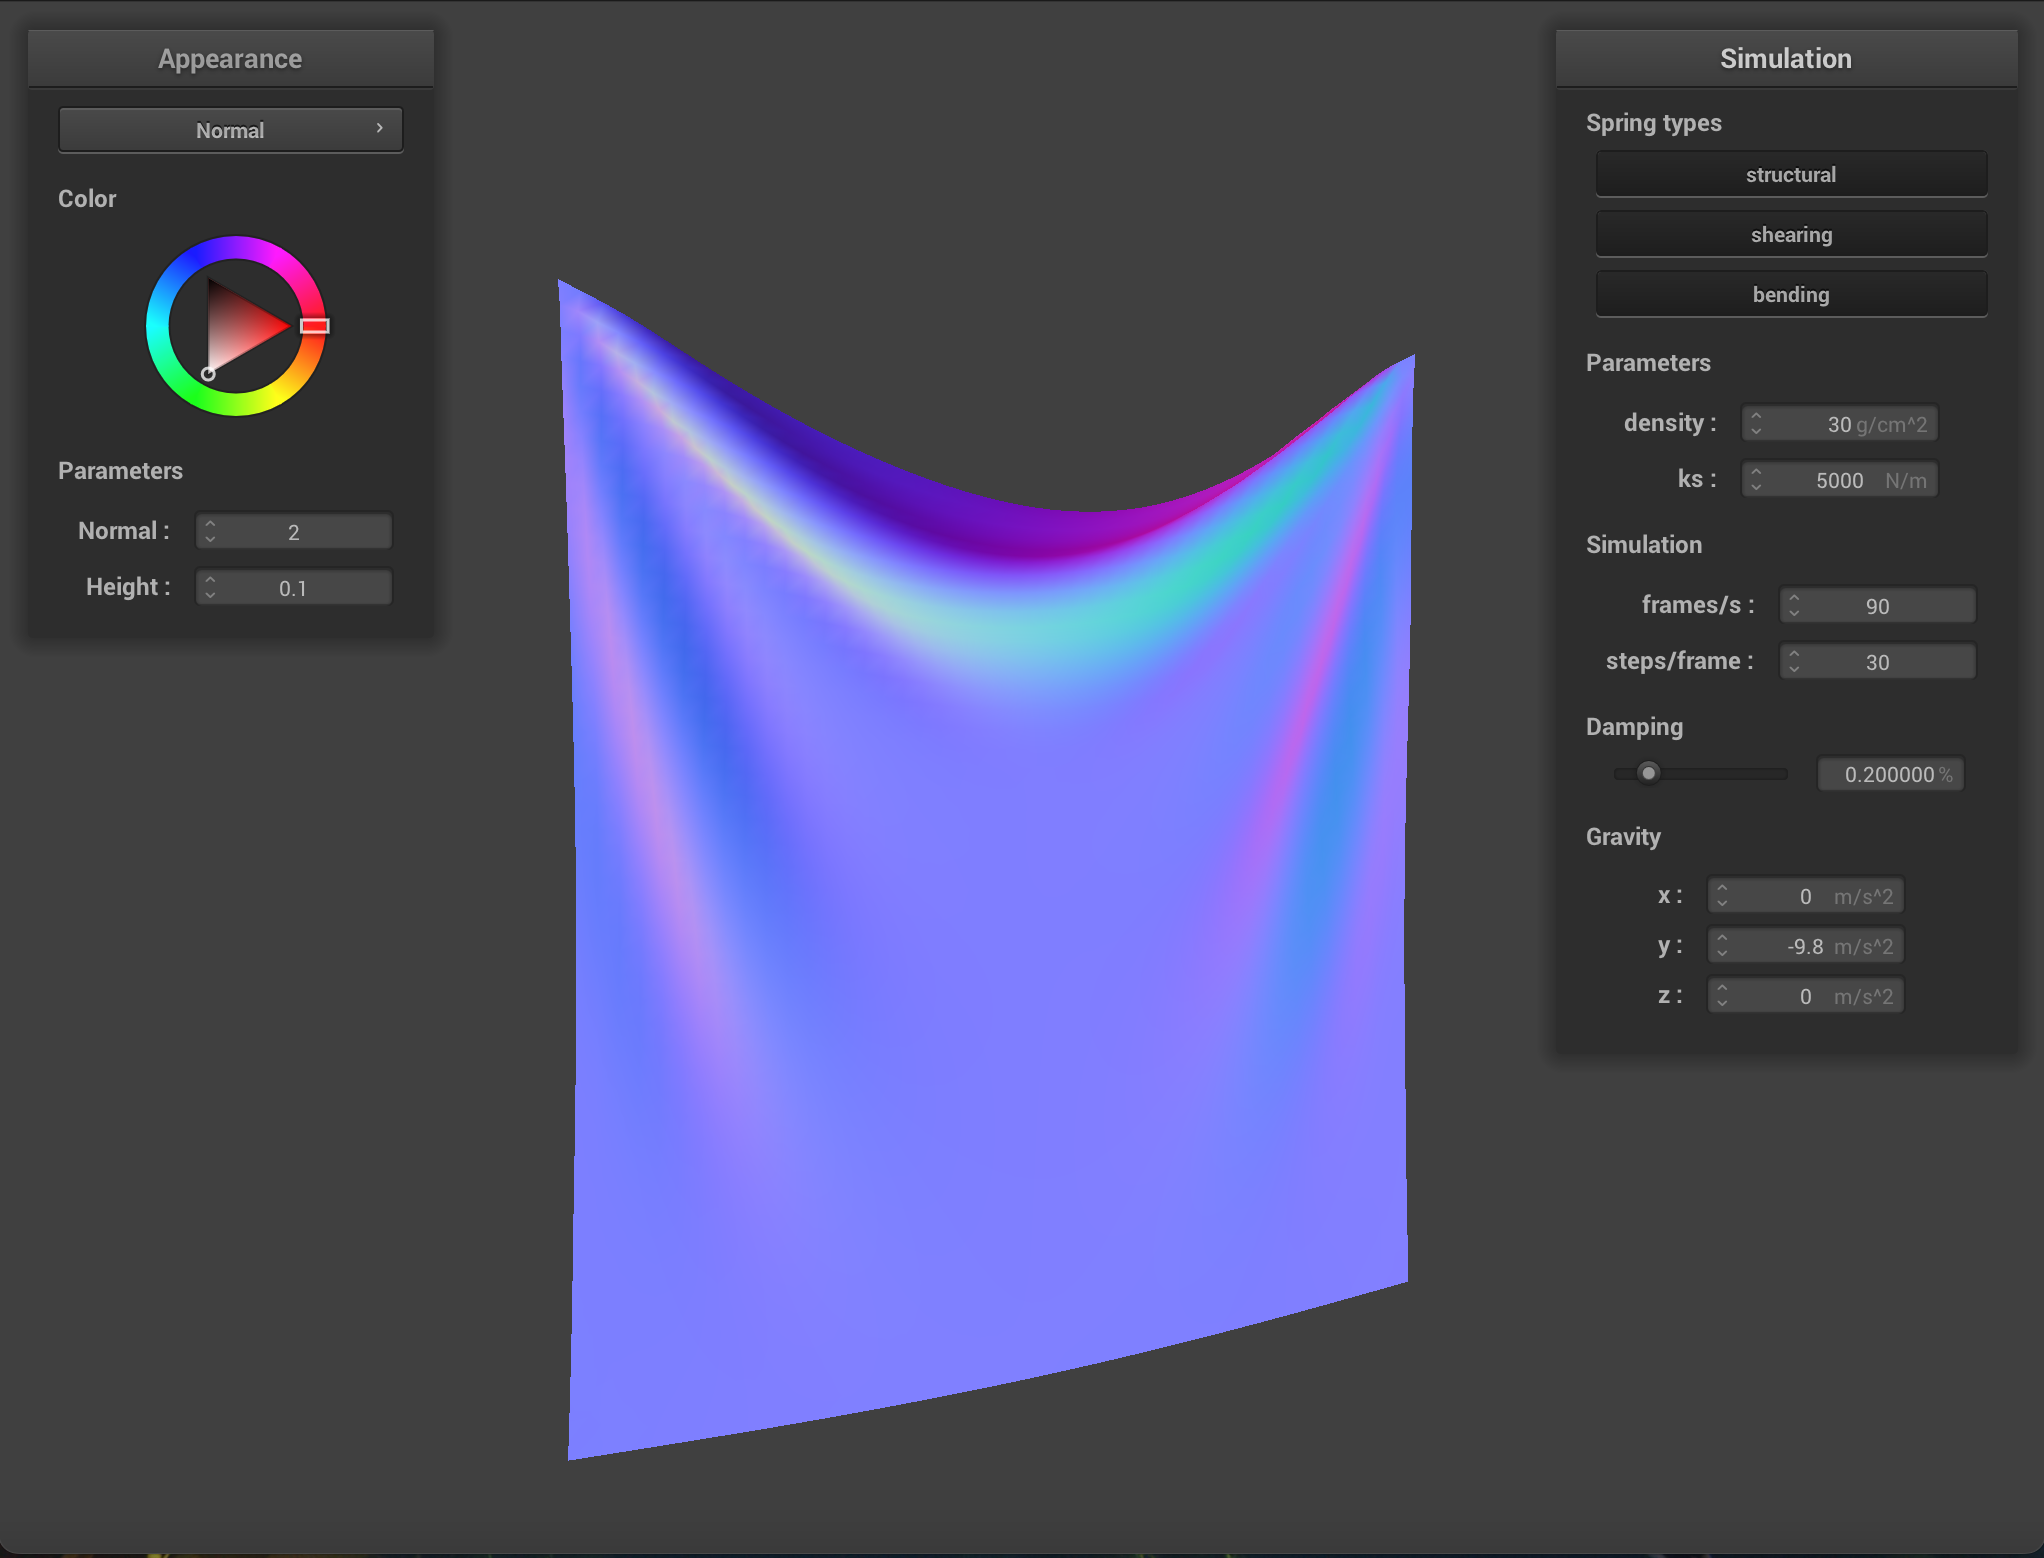 Appearance
Normal
Color
Parameters
Normal : 2
Height : 0.1
Simulation
Spring types
structural
shearing
bending
Parameters
density : 30 g/cm^2
ks : 5000 N/m
Simulation
frames/s : 90
steps/frame : 30
Damping
0.200000 %
Gravity
x : 0 m/s^2
y : -9.8 m/s^2
z : 0 m/s^2